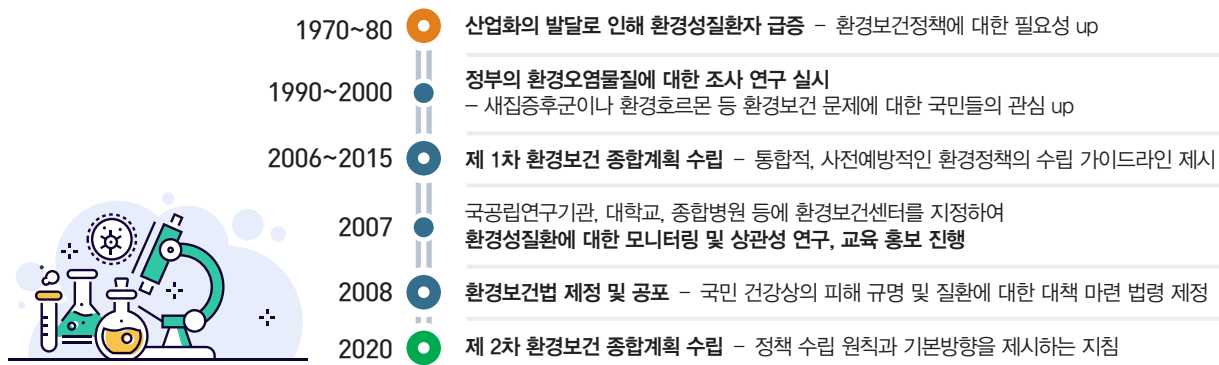 1970~80 산업화의 발달로 인해 환경성질환자 급증 – 환경보건정책에 대한 필요성 up
1990~2000 정부의 환경오염물질에 대한 조사 연구 실시
– 새집증후군이나 환경호르몬 등 환경보건 문제에 대한 국민들의 관심 up
2006~2015 제 1차 환경보건 종합계획 수립 – 통합적, 사전예방적인 환경정책의 수립 가이드라인 제시
2007 국공립연구기관, 대학교, 종합병원 등에 환경보건센터를 지정하여
환경성질환에 대한 모니터링 및 상관성 연구, 교육 홍보 진행
2008 환경보건법 제정 및 공포 – 국민 건강상의 피해 규명 및 질환에 대한 대책 마련 법령 제정
2020 제 2차 환경보건 종합계획 수립 – 정책 수립 원칙과 기본방향을 제시하는 지침